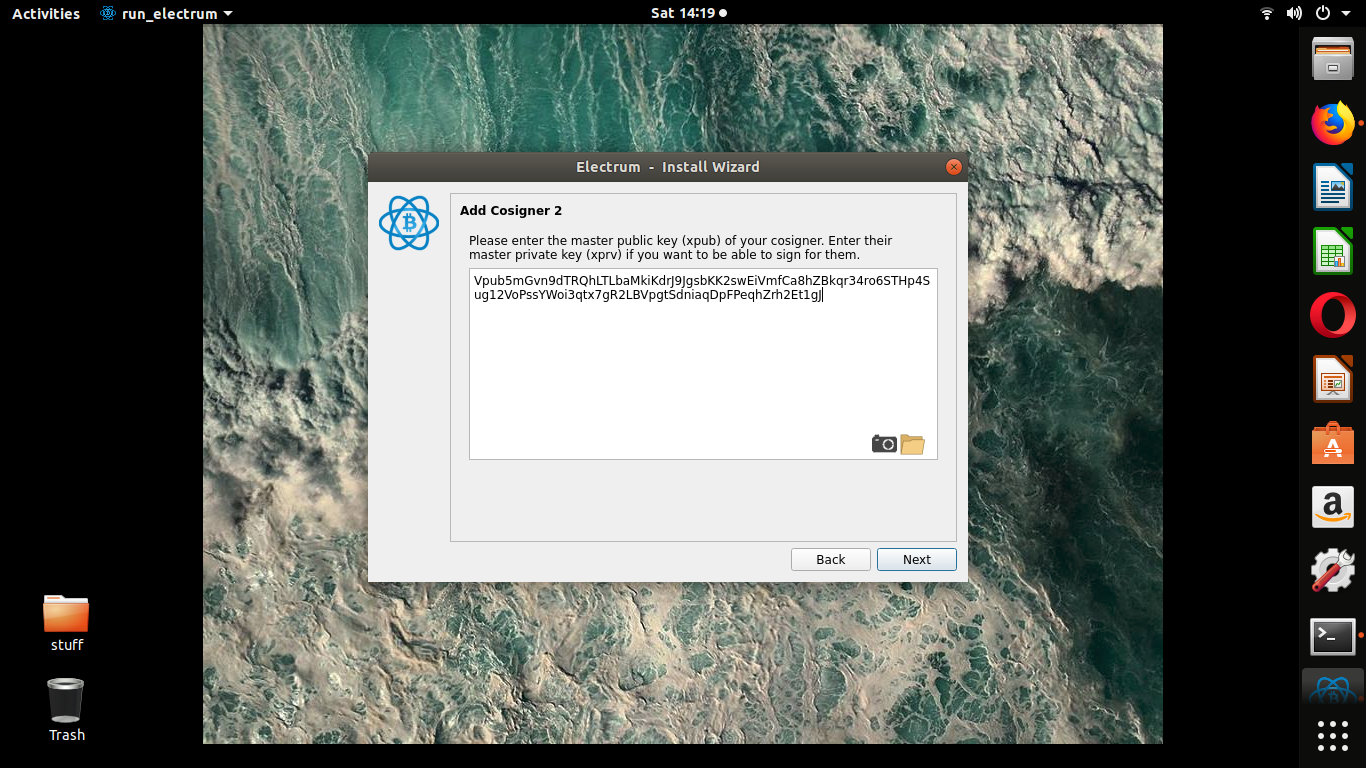 Activities
run_electrum
Sat 14:19
Electrum - Install Wizard
Add Cosigner 2
Please enter the master public key (xpub) of your cosigner. Enter their
master private key (xprv) if you want to be able to sign for them.
Vpub5mGvn9dTRQhLTLbaMkiKdrJ9JgsbKK2swEiVmfCa8hZBkqr34ro6STHp4S
ug12VoPssYWoi3qtx7gR2LBVpgtSdniaqDpFPeqhZrh2Et1gJ
Back
Next
stuff
Trash